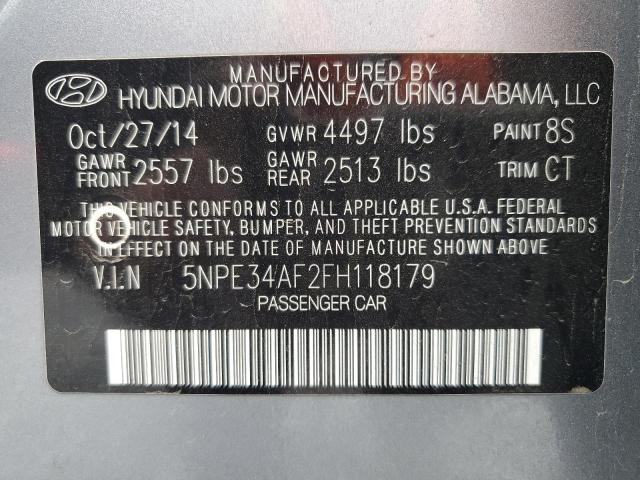 MANUFACTURED BY
HYUNDAI MOTOR MANUFACTURING ALABAMA, LLC
Oct/27/14 GVWR 4497 lbs PAINT 8S
GAWR FRONT 2557 lbs GAWR REAR 2513 lbs TRIM CT
THIS VEHICLE CONFORMS TO ALL APPLICABLE U.S.A. FEDERAL
MOTOR VEHICLE SAFETY, BUMPER, AND THEFT PREVENTION STANDARDS
IN EFFECT ON THE DATE OF MANUFACTURE SHOWN ABOVE.
V.I.N 5NPE34AF2FH118179
PASSENGER CAR